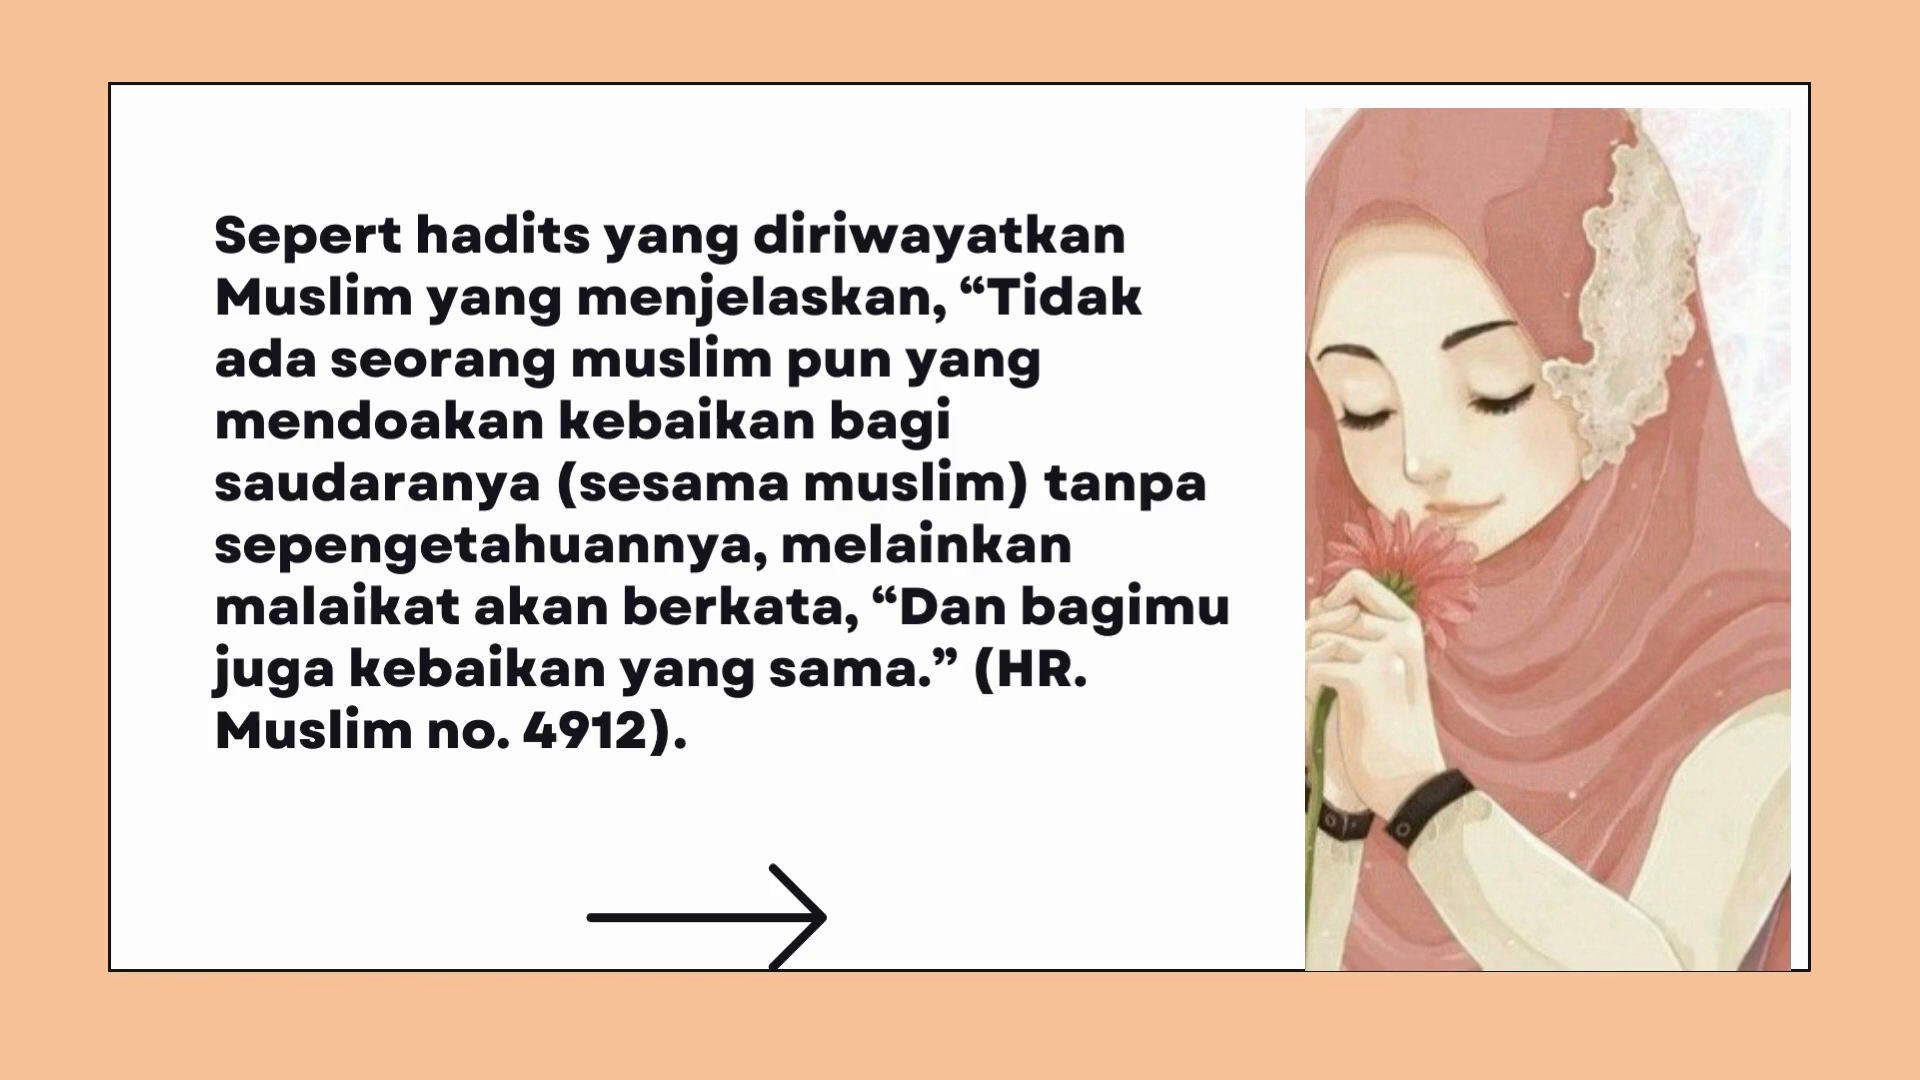 Sepert hadits yang diriwayatkan
Muslim yang menjelaskan, “Tidak
ada seorang muslim pun yang
mendoakan kebaikan bagi
saudaranya (sesama muslim) tanpa
sepengetahuannya, melainkan
malaikat akan berkata, “Dan bagimu
juga kebaikan yang sama.” (HR.
Muslim no. 4912).